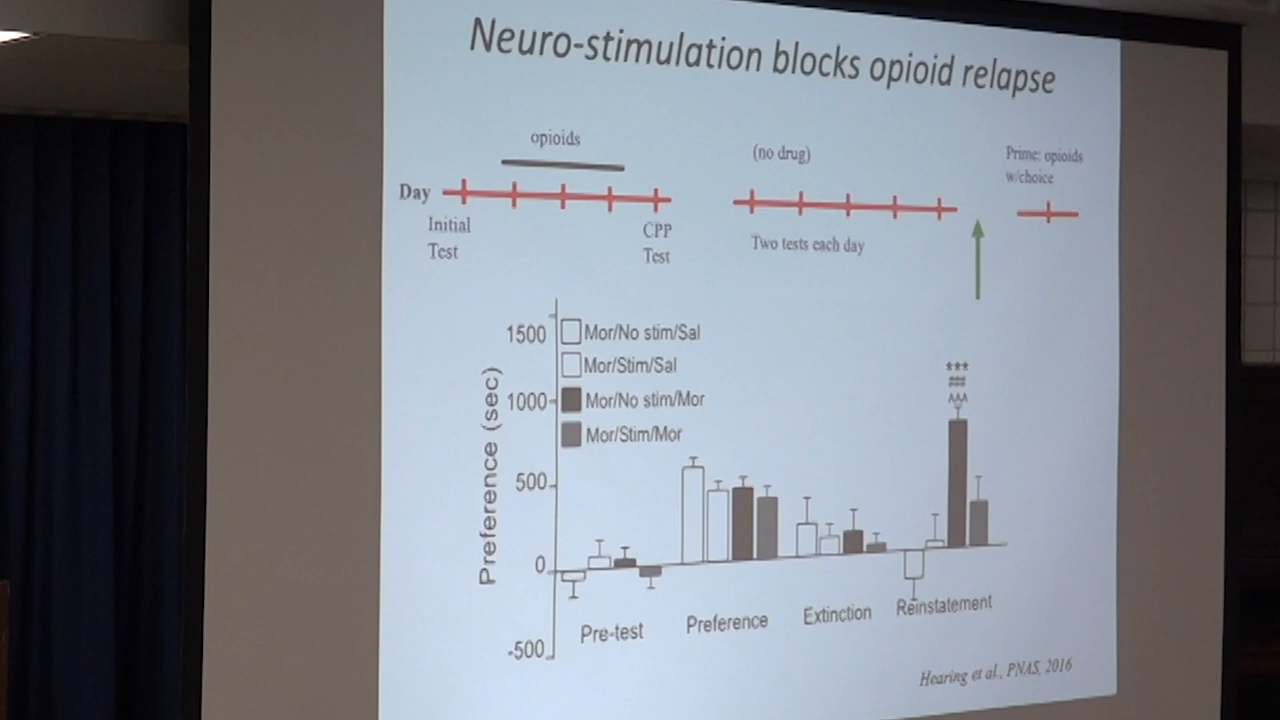 Neuro-stimulation blocks opioid relapse
opioids
(no drug)
Prime: opioids
w/choice
Day
Initial
Test
CPP
Test
Two tests each day
1500
1000
500
0
-500
Preference (sec)
Mor/No stim/Sal
Mor/Stim/Sal
Mor/No stim/Mor
Mor/Stim/Mor
***
###
^^^
Pre-test
Preference
Extinction
Reinstatement
Hearing et al., PNAS, 2016